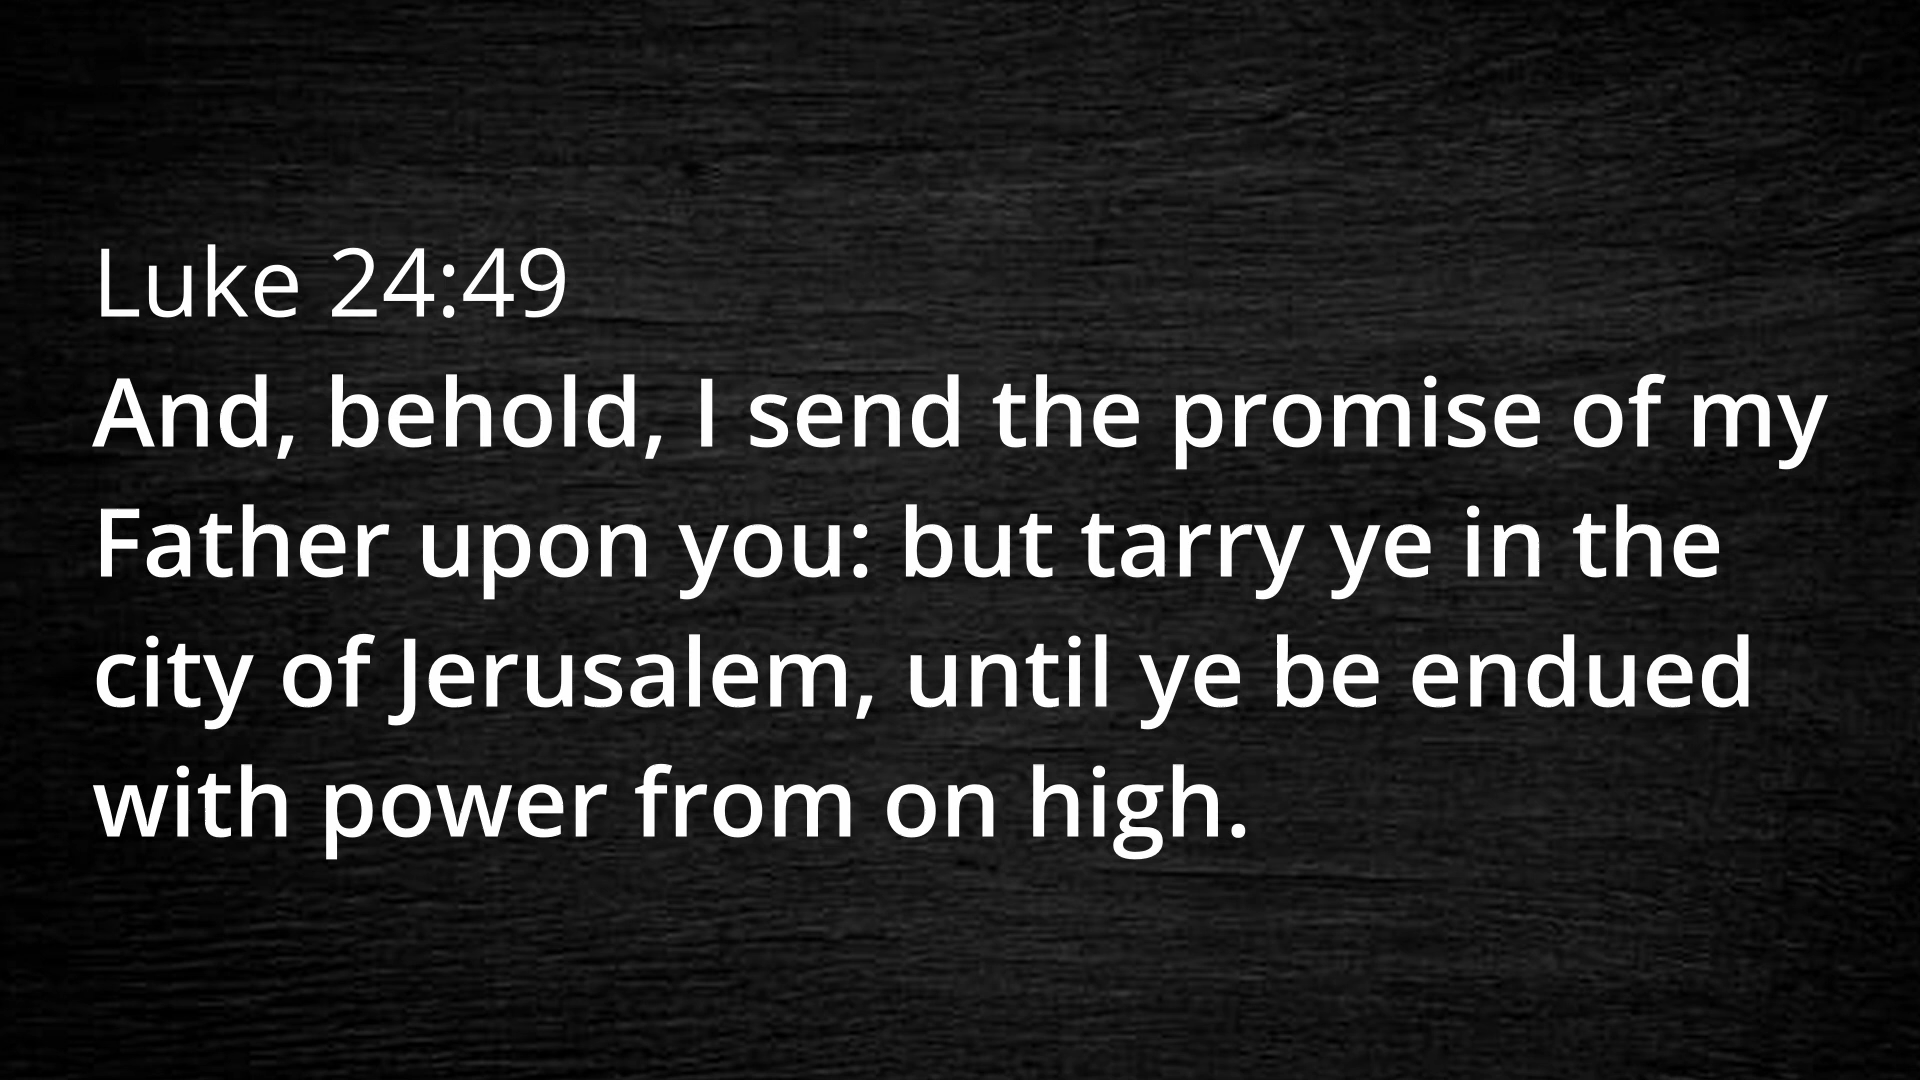 Luke 24:49
And, behold, I send the promise of my
Father upon you: but tarry ye in the
city of Jerusalem, until ye be endued
with power from on high.